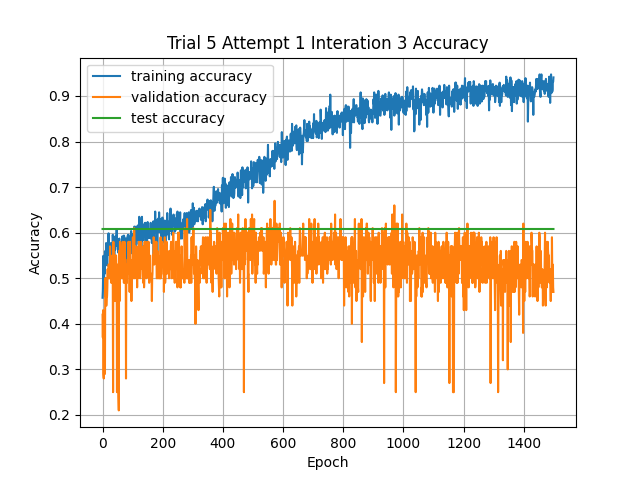 Trial 5 Attempt 1 Interation 3 Accuracy
training accuracy
validation accuracy
test accuracy
Accuracy
0.9
0.8
0.7
0.6
0.5
0.4
0.3
0.2
0 200 400 600 800 1000 1200 1400
Epoch